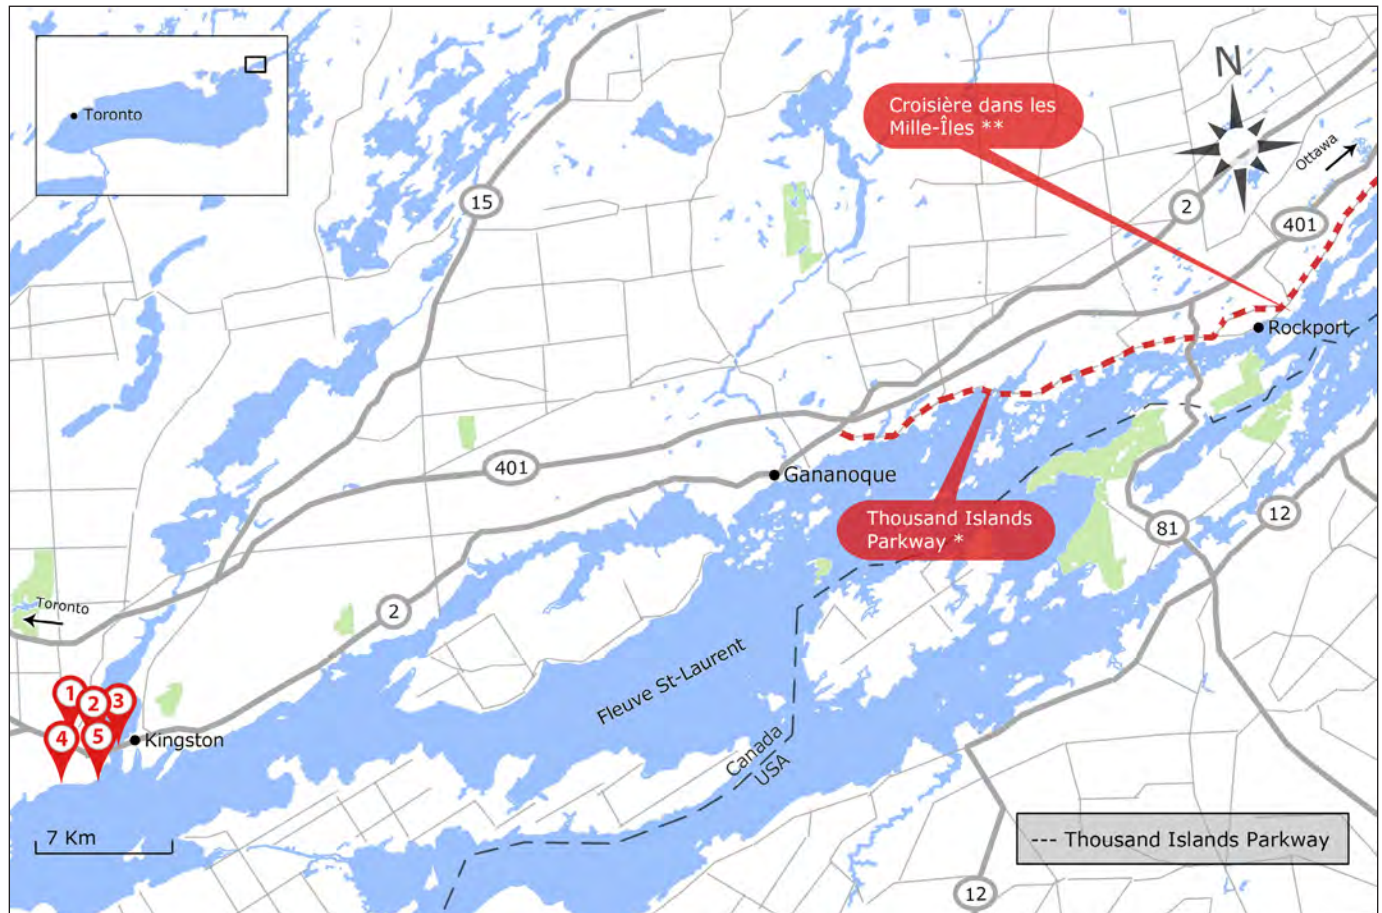 Toronto
N
Croisière dans les
Mille-Îles **
Ottawa
15
2
401
Rockport
401
Gananoque
Thousand Islands
Parkway *
81
12
Toronto
2
Fleuve St-Laurent
1
2
3
4
5
Kingston
Canada
USA
7 Km
--- Thousand Islands Parkway
12